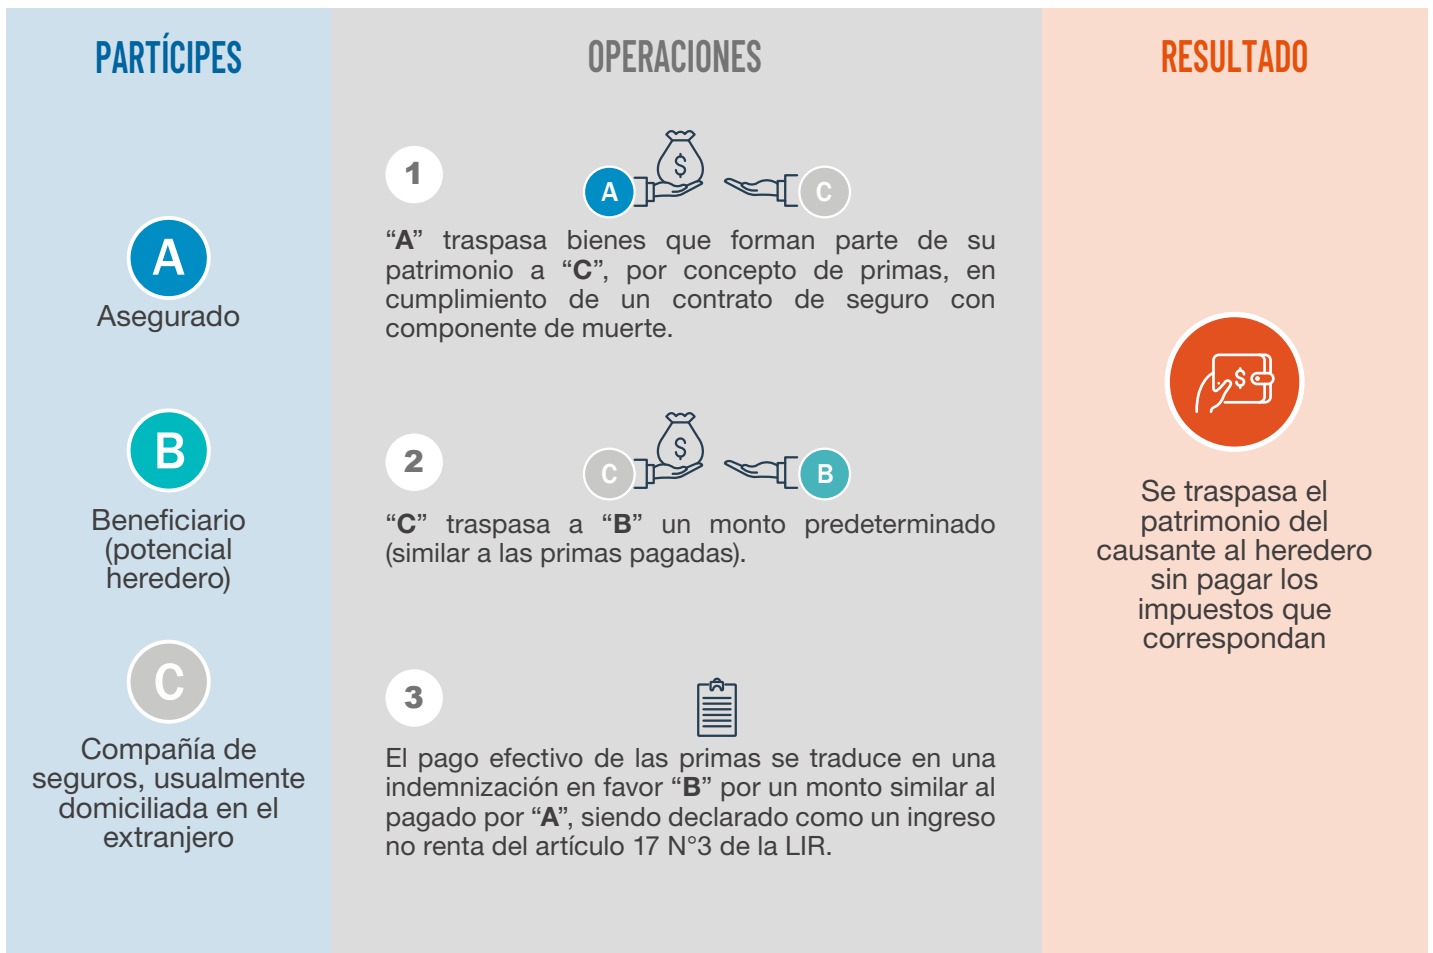 PARTÍCIPES
A
Asegurado
B
Beneficiario
(potencial
heredero)
C
Compañía de
seguros, usualmente
domiciliada en el
extranjero
OPERACIONES
1
A
$
C
“A” traspasa bienes que forman parte de su
patrimonio a “C”, por concepto de primas, en
cumplimiento de un contrato de seguro con
componente de muerte.
2
C
$
B
“C” traspasa a “B” un monto predeterminado
(similar a las primas pagadas).
3
El pago efectivo de las primas se traduce en una
indemnización en favor “B” por un monto similar al
pagado por “A”, siendo declarado como un ingreso
no renta del artículo 17 N°3 de la LIR.
RESULTADO
$
Se traspasa el
patrimonio del
causante al heredero
sin pagar los
impuestos que
correspondan